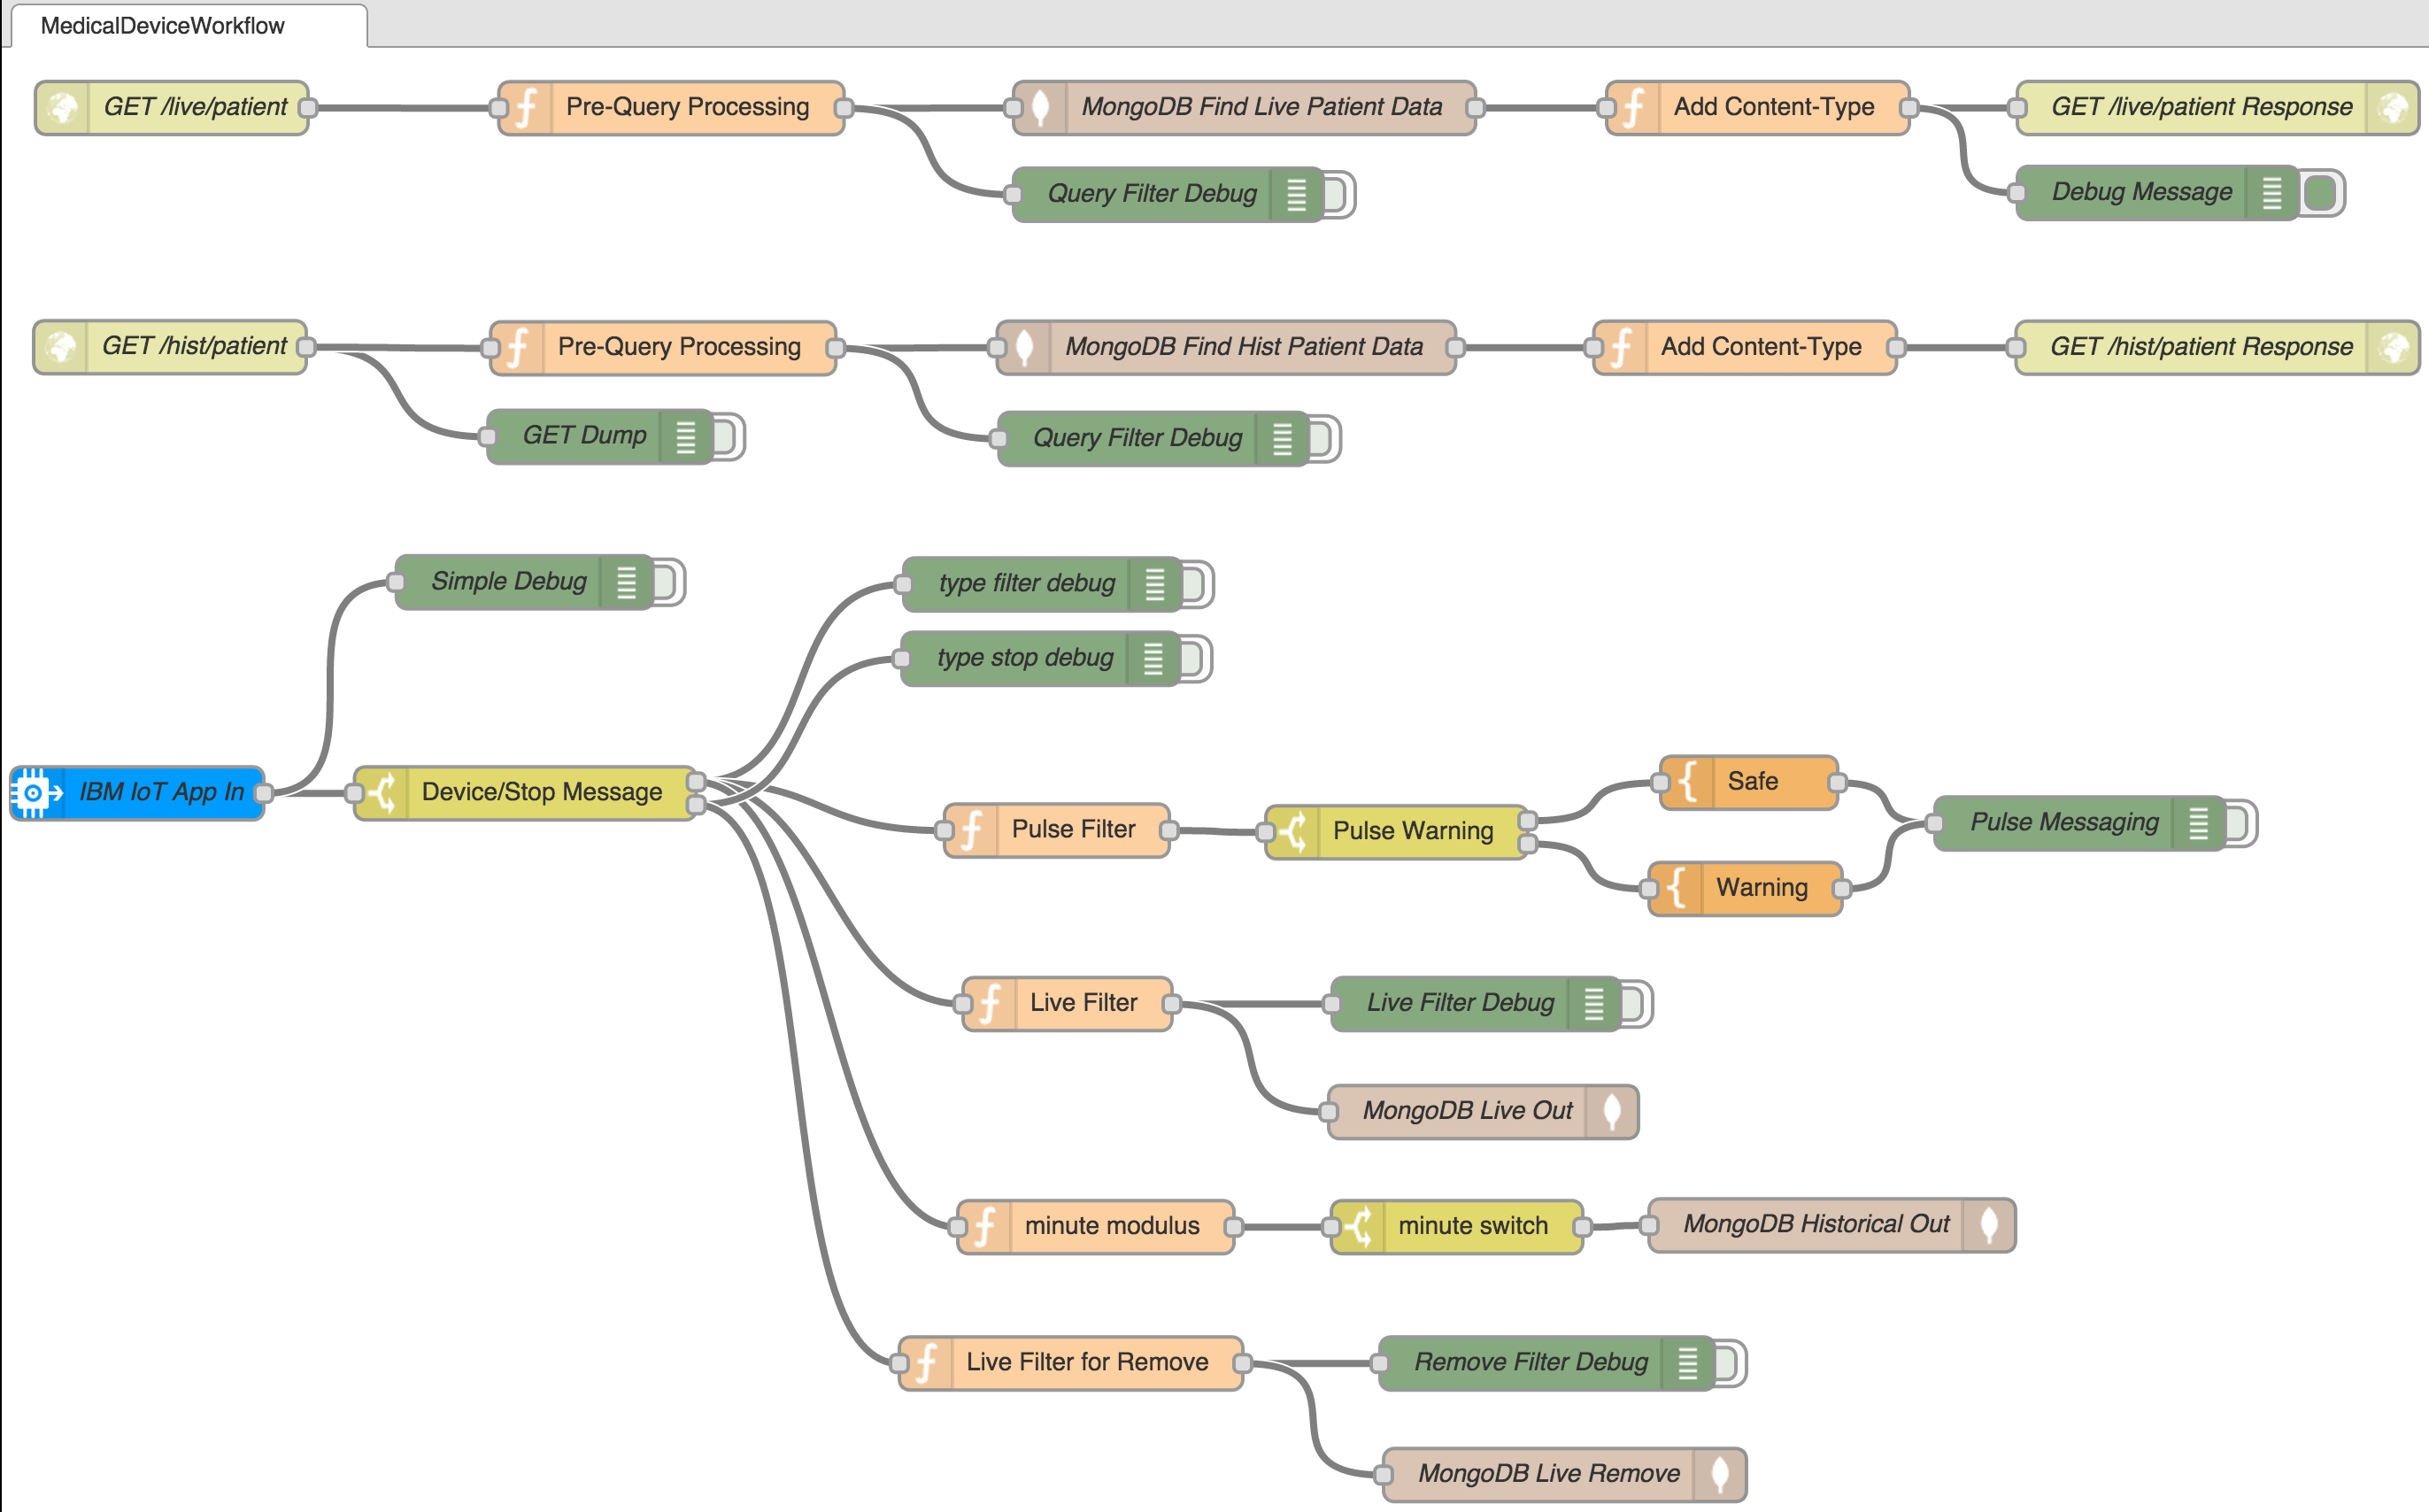 MedicalDeviceWorkflow
GET /live/patient
Pre-Query Processing
MongoDB Find Live Patient Data
Add Content-Type
GET /live/patient Response
Query Filter Debug
Debug Message
GET /hist/patient
Pre-Query Processing
MongoDB Find Hist Patient Data
Add Content-Type
GET /hist/patient Response
GET Dump
Query Filter Debug
Simple Debug
type filter debug
type stop debug
IBM IoT App In
Device/Stop Message
Pulse Filter
Pulse Warning
Safe
Warning
Pulse Messaging
Live Filter
Live Filter Debug
MongoDB Live Out
minute modulus
minute switch
MongoDB Historical Out
Live Filter for Remove
Remove Filter Debug
MongoDB Live Remove